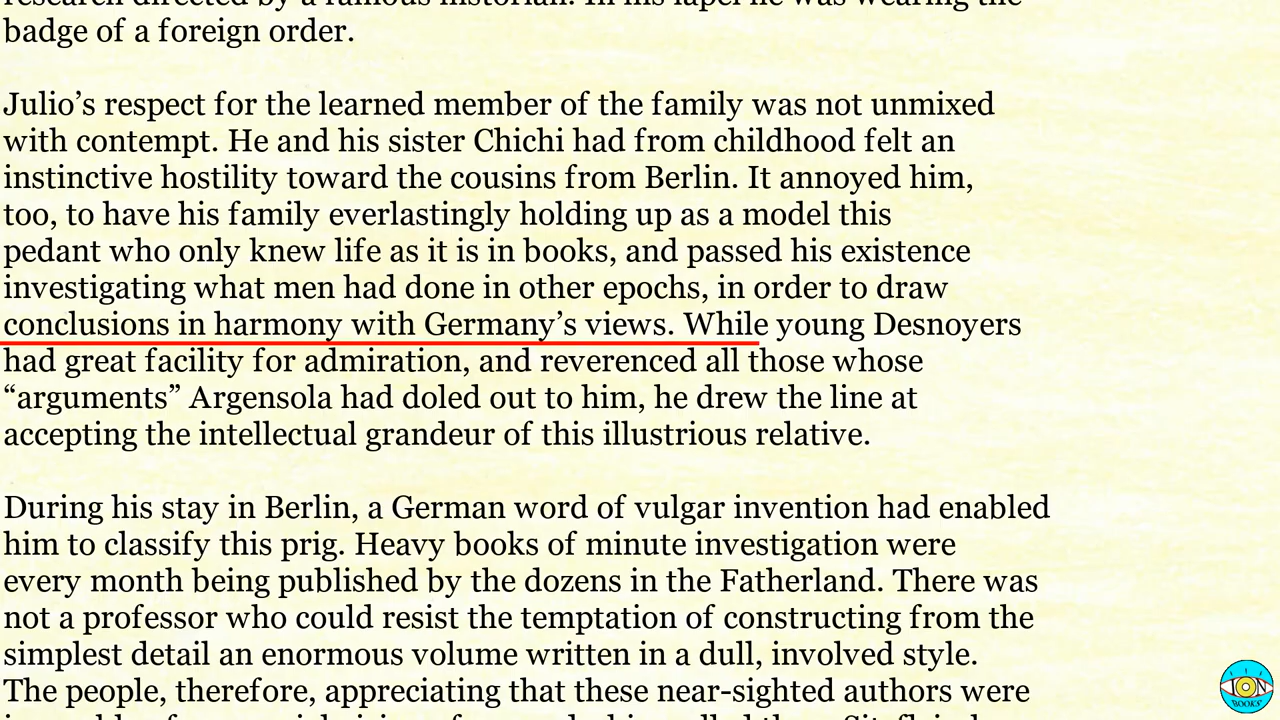 badge of a foreign order.
Julio’s respect for the learned member of the family was not unmixed
with contempt. He and his sister Chichi had from childhood felt an
instinctive hostility toward the cousins from Berlin. It annoyed him,
too, to have his family everlastingly holding up as a model this
pedant who only knew life as it is in books, and passed his existence
investigating what men had done in other epochs, in order to draw
conclusions in harmony with Germany’s views. While young Desnoyers
had great facility for admiration, and reverenced all those whose
“arguments” Argensola had doled out to him, he drew the line at
accepting the intellectual grandeur of this illustrious relative.
During his stay in Berlin, a German word of vulgar invention had enabled
him to classify this prig. Heavy books of minute investigation were
every month being published by the dozens in the Fatherland. There was
not a professor who could resist the temptation of constructing from the
simplest detail an enormous volume written in a dull, involved style.
The people, therefore, appreciating that these near-sighted authors were
ION
BOOKS